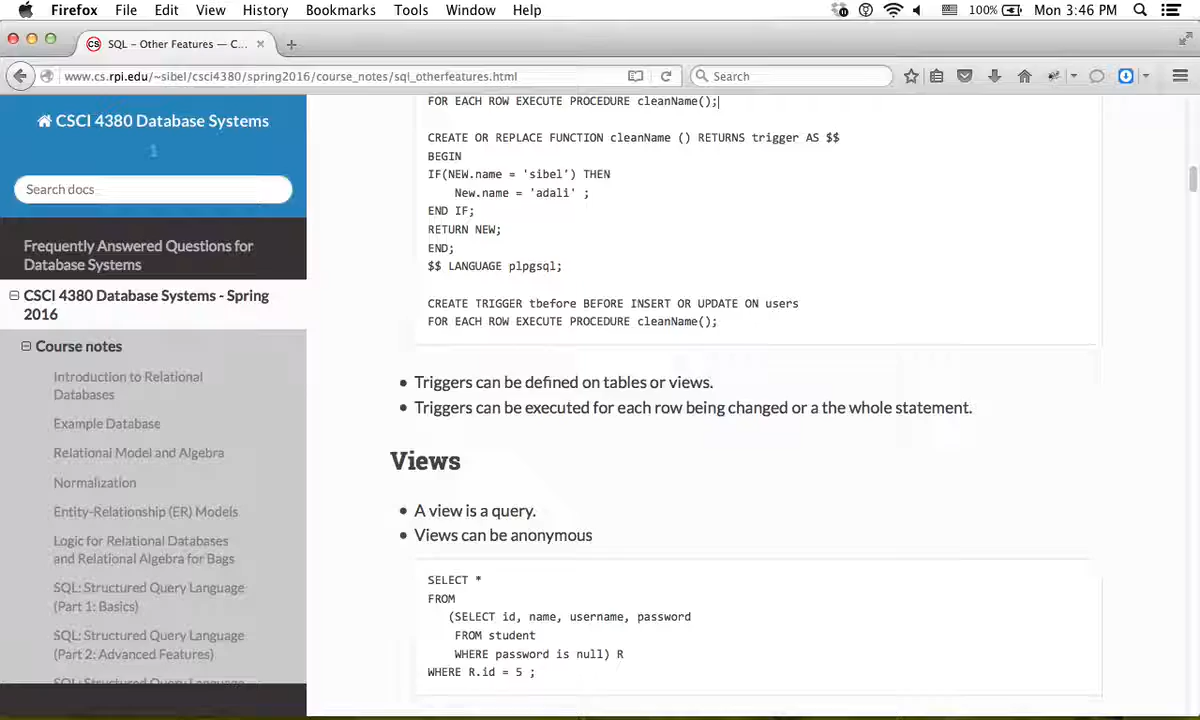 Firefox File Edit View History Bookmarks Tools Window Help 100% Mon 3:46 PM
CS SQL – Other Features — C...
www.cs.rpi.edu/~sibel/csci4380/spring2016/course_notes/sql_otherfeatures.html Search
CSCI 4380 Database Systems
1
Search docs
Frequently Answered Questions for
Database Systems
CSCI 4380 Database Systems - Spring
2016
Course notes
Introduction to Relational
Databases
Example Database
Relational Model and Algebra
Normalization
Entity-Relationship (ER) Models
Logic for Relational Databases
and Relational Algebra for Bags
SQL: Structured Query Language
(Part 1: Basics)
SQL: Structured Query Language
(Part 2: Advanced Features)
SQL: Structured Query Language
FOR EACH ROW EXECUTE PROCEDURE cleanName();
CREATE OR REPLACE FUNCTION cleanName () RETURNS trigger AS $$
BEGIN
IF(NEW.name = 'sibel') THEN
New.name = 'adali' ;
END IF;
RETURN NEW;
END;
$$ LANGUAGE plpgsql;
CREATE TRIGGER tbefore BEFORE INSERT OR UPDATE ON users
FOR EACH ROW EXECUTE PROCEDURE cleanName();
• Triggers can be defined on tables or views.
• Triggers can be executed for each row being changed or a the whole statement.
Views
• A view is a query.
• Views can be anonymous
SELECT *
FROM
(SELECT id, name, username, password
FROM student
WHERE password is null) R
WHERE R.id = 5 ;